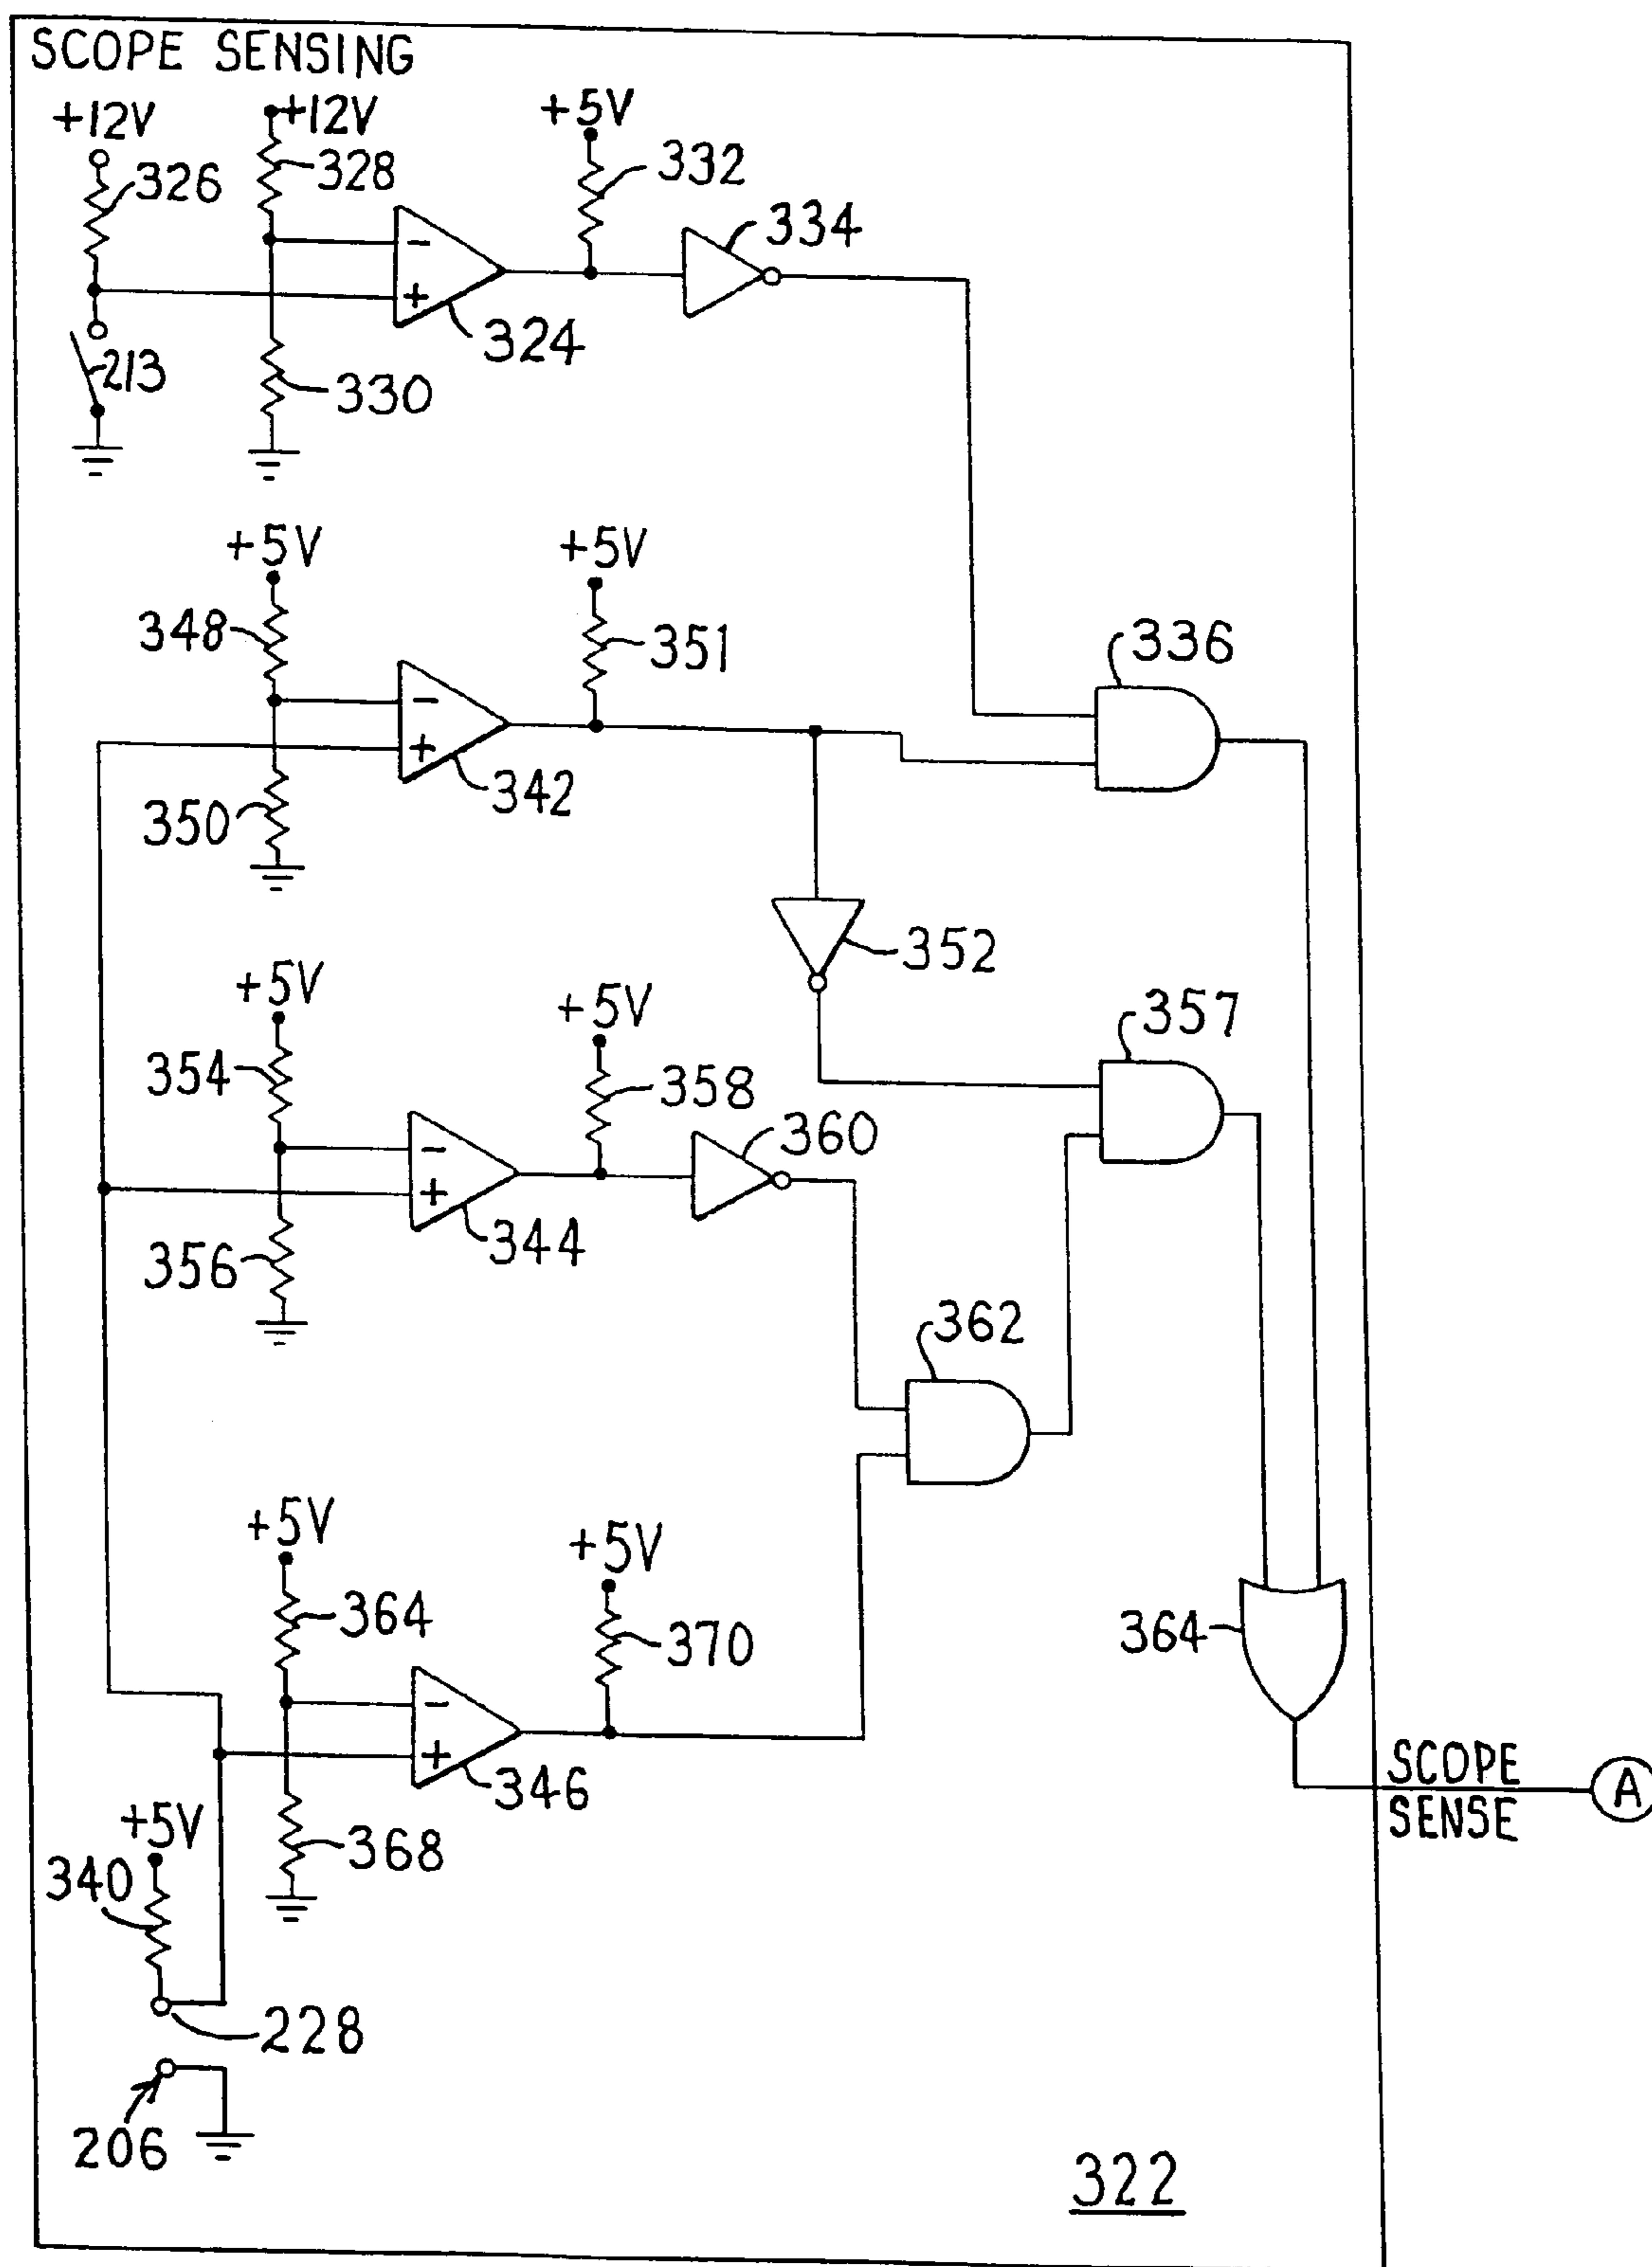 SCOPE SENSING
+12V
+12V
+5V
326
328
332
334
-
+
324
213
330
+5V
+5V
348
351
336
-
+
342
350
352
+5V
+5V
357
354
358
360
-
+
344
356
362
+5V
+5V
364
370
364
-
+
346
SCOPE
SENSE
A
+5V
340
368
228
206
322